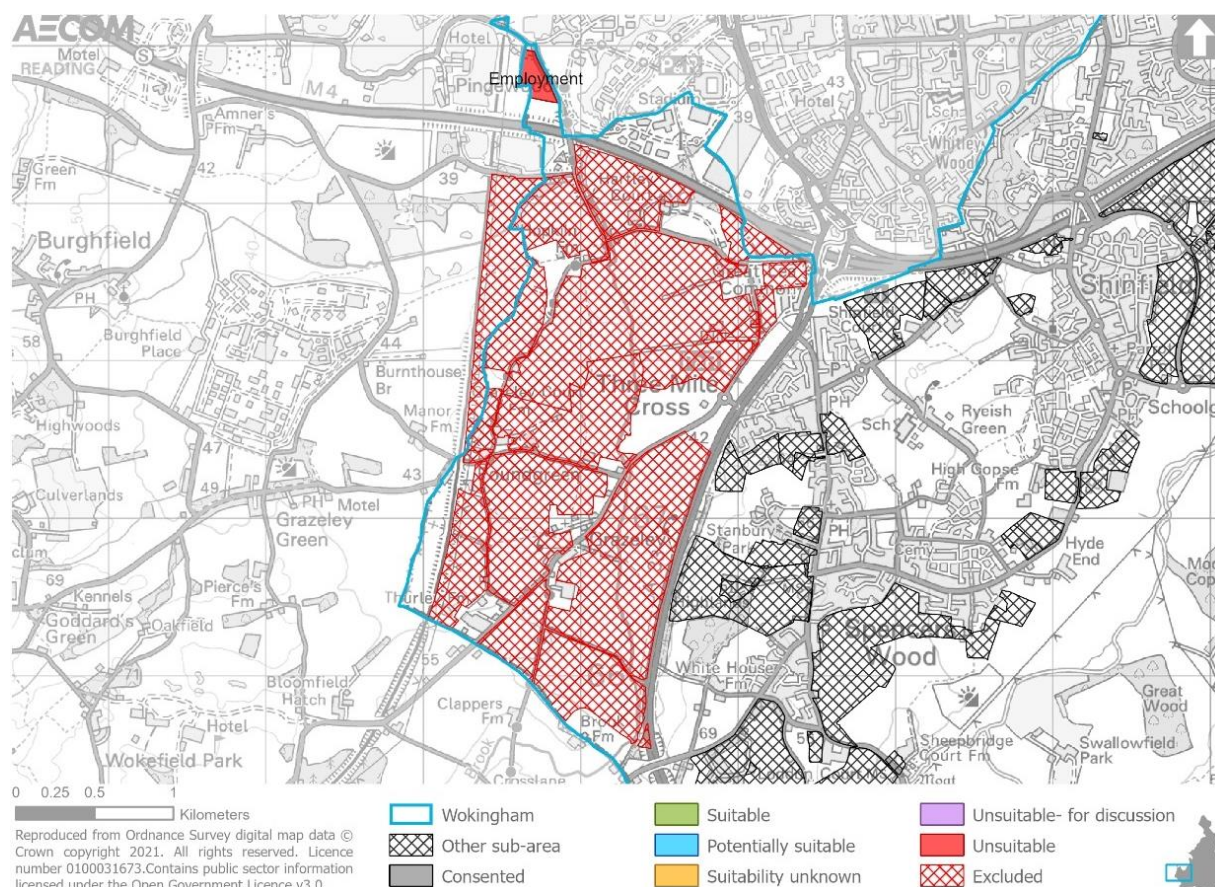 AECOM
Motel
READING
S
M4
Hotel
Employment
P+R
Stadium
39
43
Hotel
Sch
Whitley
Wood
Amner's
Fm
Green
Fm
42
39
Burghfield
PH
Burghfield
Place
58
44
Burnthouse
Br
Manor
Fm
Highwoods
47
43
49
PH
Motel
Culverlands
Grazeley
Green
Three Mile
Cross
42
Shinfield
Court
Shinfield
PH
Sch
Ryeish
Green
Schoolg
High Copse
Fm
Poundgreen
Grazeley
Stanbury
Park
PH
Cemy
Hyde
End
69
Kennels
Goddard's
Green
Pierce's
Fm
Oakfield
71
55
Bloomfield
Hatch
Hotel
Wokefield Park
Clappers
Fm
Brook
Fm
Brook
Crosslane
Highlands
White House
Fm
Spencers
Wood
69
Great
Wood
Sheepbridge
Court Fm
Swallowfield
Park
0 0.25 0.5 1
Kilometers
Reproduced from Ordnance Survey digital map data ©
Crown copyright 2021. All rights reserved. Licence
number 0100031673.Contains public sector information
licensed under the Open Government Licence v3.0
Wokingham
Other sub-area
Consented
Suitable
Potentially suitable
Suitability unknown
Unsuitable- for discussion
Unsuitable
Excluded